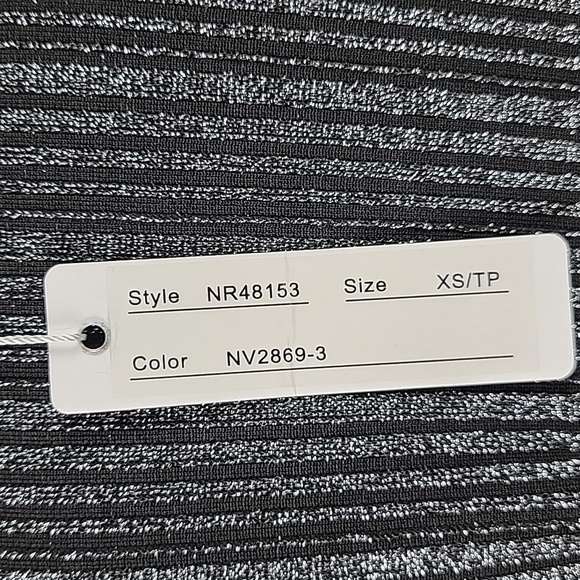 Style NR48153 Size XS/TP
Color NV2869-3